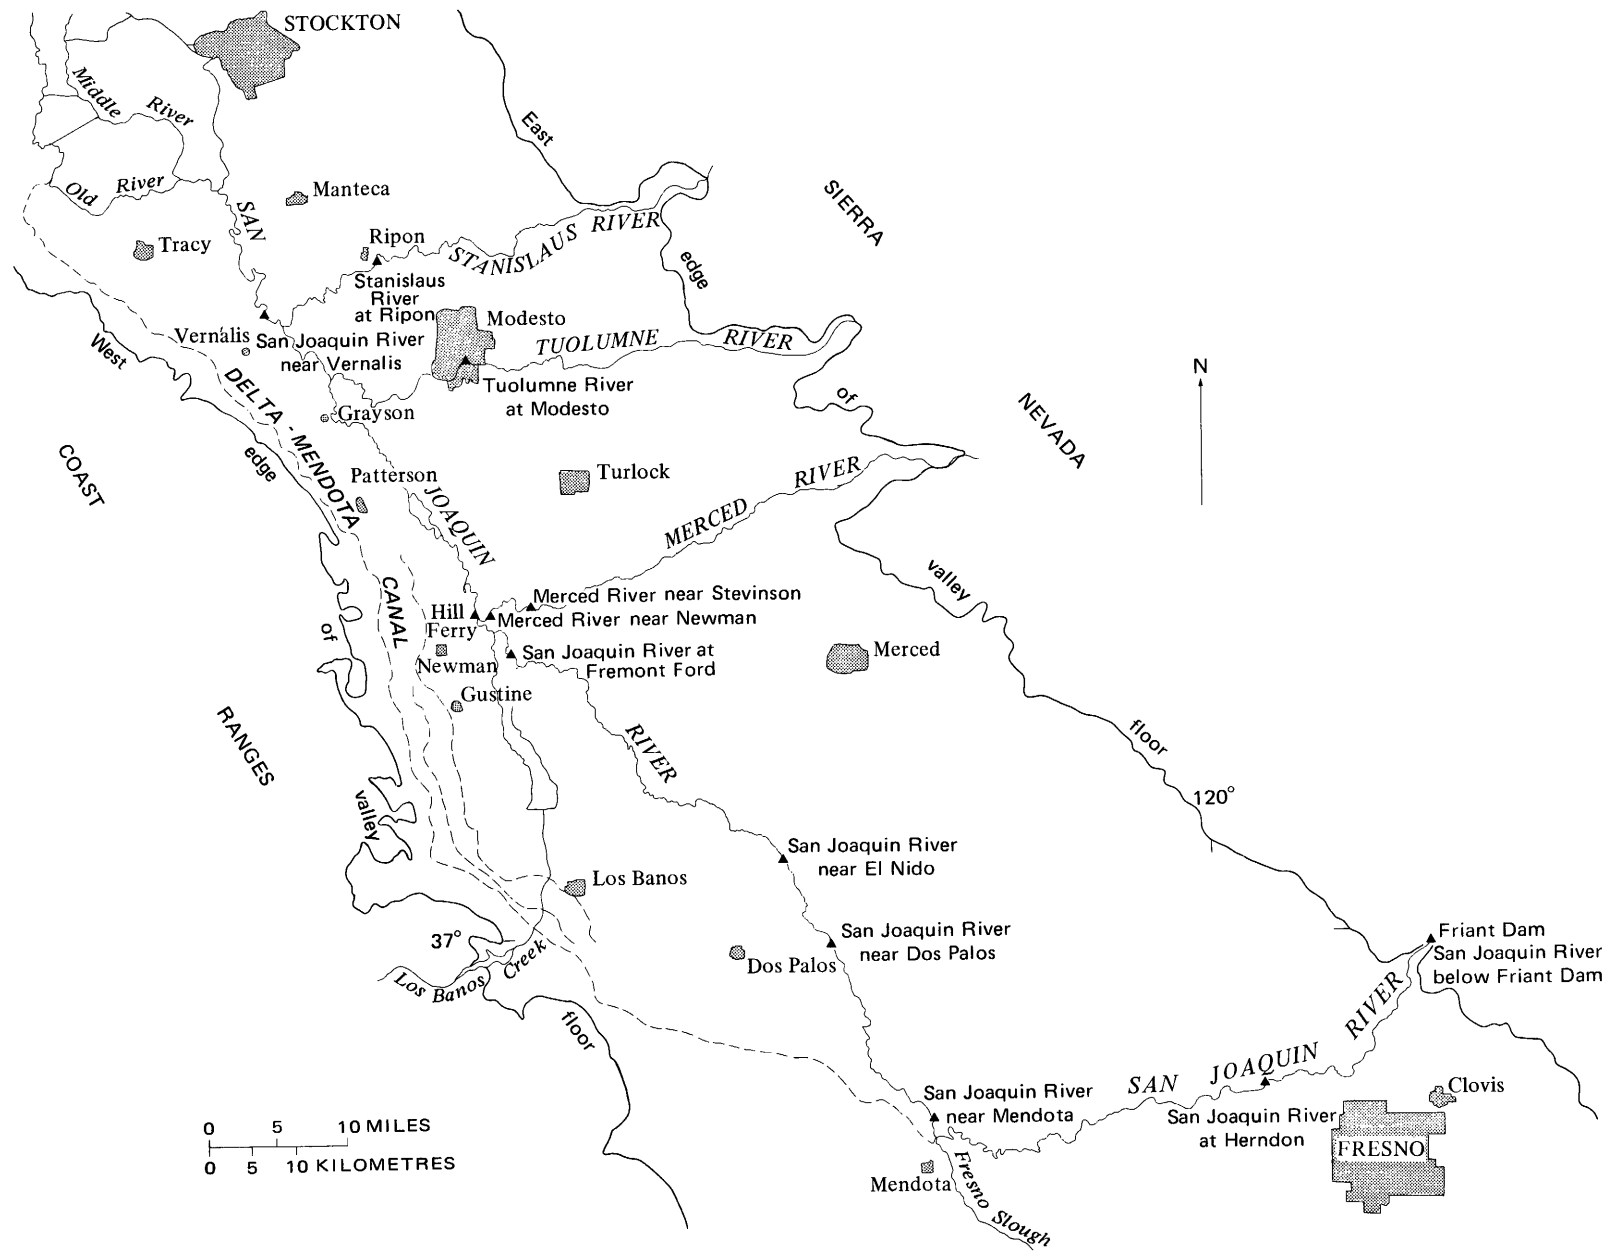 STOCKTON
Middle River
East
Old River
Manteca
SIERRA
SAN
Tracy
Ripon
STANISLAUS RIVER
edge
Stanislaus
River
at Ripon
Modesto
Vernalis
San Joaquin River
near Vernalis
TUOLUMNE RIVER
West
N
DELTA - MENDOTA
Tuolumne River
at Modesto
Grayson
of
NEVADA
edge
COAST
Patterson
Turlock
JOAQUIN
MERCED RIVER
valley
CANAL
Merced River near Stevinson
Hill
Ferry
Merced River near Newman
of
San Joaquin River at
Fremont Ford
Merced
Newman
Gustine
RANGES
RIVER
floor
120°
valley
San Joaquin River
near El Nido
Los Banos
37°
San Joaquin River
near Dos Palos
Friant Dam
San Joaquin River
below Friant Dam
Dos Palos
Los Banos Creek
floor
RIVER
SAN JOAQUIN
Clovis
San Joaquin River
near Mendota
San Joaquin River
at Herndon
FRESNO
0 5 10 MILES
0 5 10 KILOMETRES
Mendota
Fresno Slough